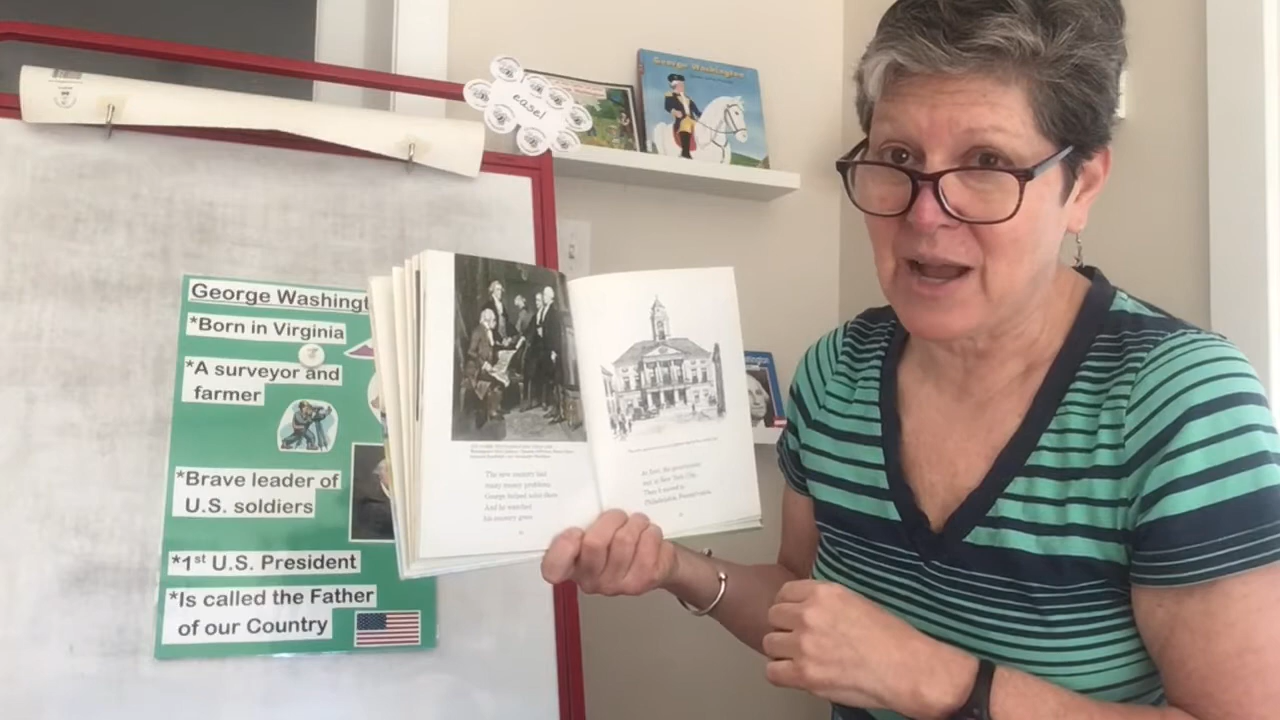 easel
George Washington
George Washingt
*Born in Virginia
*A surveyor and
farmer
*Brave leader of
U.S. soldiers
*1st U.S. President
*Is called the Father
of our Country
The new country had
many money problems.
George helped solve them.
And he watched
his country grow.
At first, the government
met in New York City.
Then it moved to
Philadelphia, Pennsylvania.